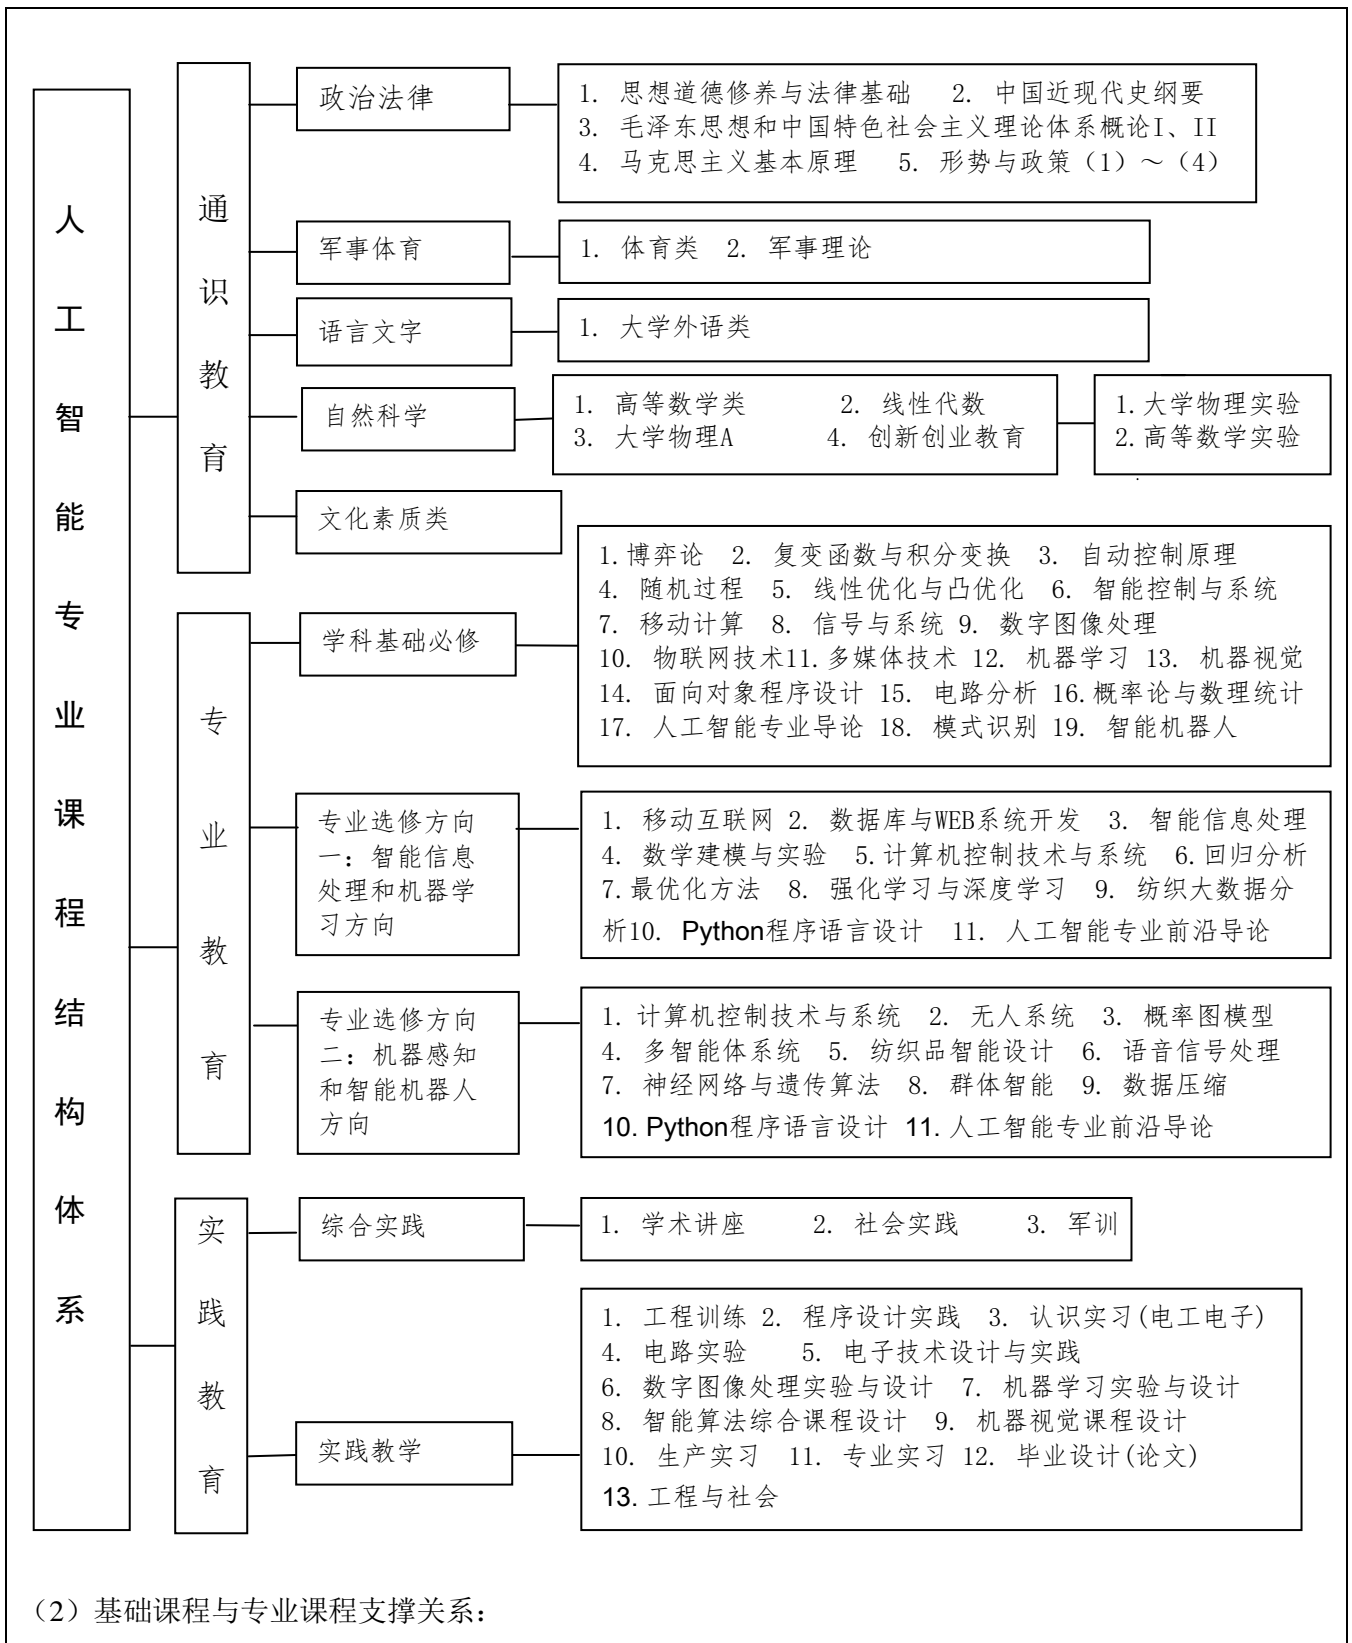 人工智能专业课程结构体系
通识教育
政治法律
1. 思想道德修养与法律基础 2. 中国近现代史纲要
3. 毛泽东思想和中国特色社会主义理论体系概论I、II
4. 马克思主义基本原理 5. 形势与政策（1）～（4）
军事体育
1. 体育类 2. 军事理论
语言文字
1. 大学外语类
自然科学
1. 高等数学类 2. 线性代数
3. 大学物理A 4. 创新创业教育
1.大学物理实验
2.高等数学实验
文化素质类
专业教育
学科基础必修
1.博弈论 2. 复变函数与积分变换 3. 自动控制原理
4. 随机过程 5. 线性优化与凸优化 6. 智能控制与系统
7. 移动计算 8. 信号与系统 9. 数字图像处理
10. 物联网技术11.多媒体技术 12. 机器学习 13. 机器视觉
14. 面向对象程序设计 15. 电路分析 16.概率论与数理统计
17. 人工智能专业导论 18. 模式识别 19. 智能机器人
专业选修方向
一：智能信息
处理和机器学
习方向
1. 移动互联网 2. 数据库与WEB系统开发 3. 智能信息处理
4. 数学建模与实验 5.计算机控制技术与系统 6.回归分析
7.最优化方法 8. 强化学习与深度学习 9. 纺织大数据分
析10. Python程序语言设计 11. 人工智能专业前沿导论
专业选修方向
二：机器感知
和智能机器人
方向
1. 计算机控制技术与系统 2. 无人系统 3. 概率图模型
4. 多智能体系统 5. 纺织品智能设计 6. 语音信号处理
7. 神经网络与遗传算法 8. 群体智能 9. 数据压缩
10. Python程序语言设计 11. 人工智能专业前沿导论
实践教育
综合实践
1. 学术讲座 2. 社会实践 3. 军训
实践教学
1. 工程训练 2. 程序设计实践 3. 认识实习(电工电子)
4. 电路实验 5. 电子技术设计与实践
6. 数字图像处理实验与设计 7. 机器学习实验与设计
8. 智能算法综合课程设计 9. 机器视觉课程设计
10. 生产实习 11. 专业实习 12. 毕业设计(论文)
13. 工程与社会
（2）基础课程与专业课程支撑关系：